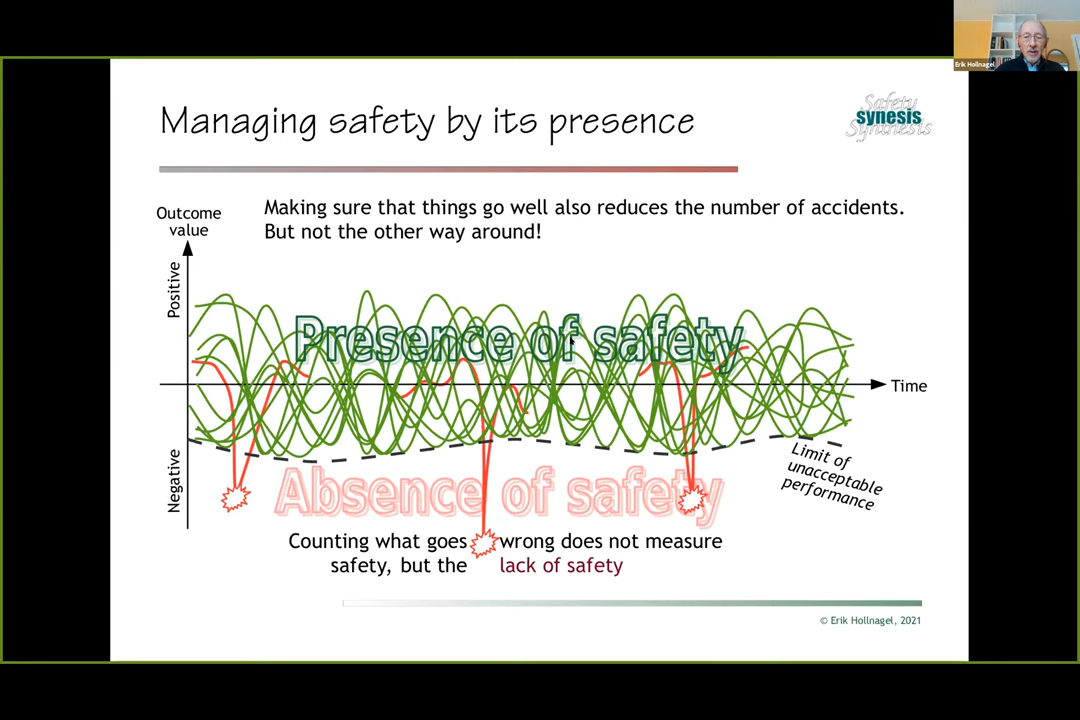 Erik Hollnagel
Managing safety by its presence
Safety
synesis
Synthesis
Outcome
value
Making sure that things go well also reduces the number of accidents.
But not the other way around!
Positive
Presence of safety
Time
Negative
Limit of
unacceptable
performance
Absence of safety
Counting what goes wrong does not measure
safety, but the lack of safety
© Erik Hollnagel, 2021